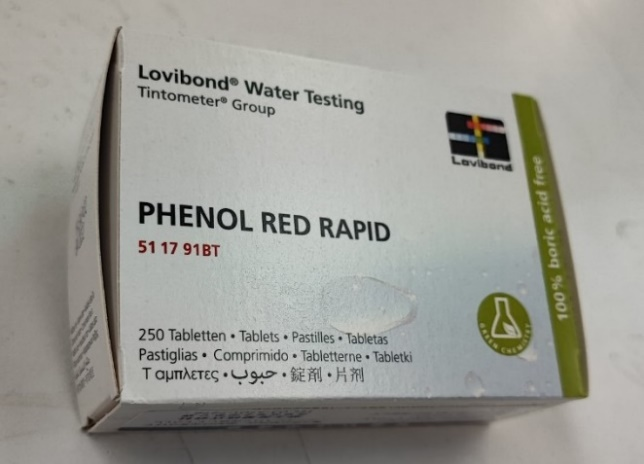 Lovibond® Water Testing
Tintometer® Group
Lovibond
PHENOL RED RAPID
51 17 91BT
100% boric acid free
250 Tabletten • Tablets • Pastilles • Tabletas
Pastiglias • Comprimido • Tabletterne • Tabletki
Ταμπλετες • حبوب • 錠剤 • 片剂
GREEN CHEMISTRY